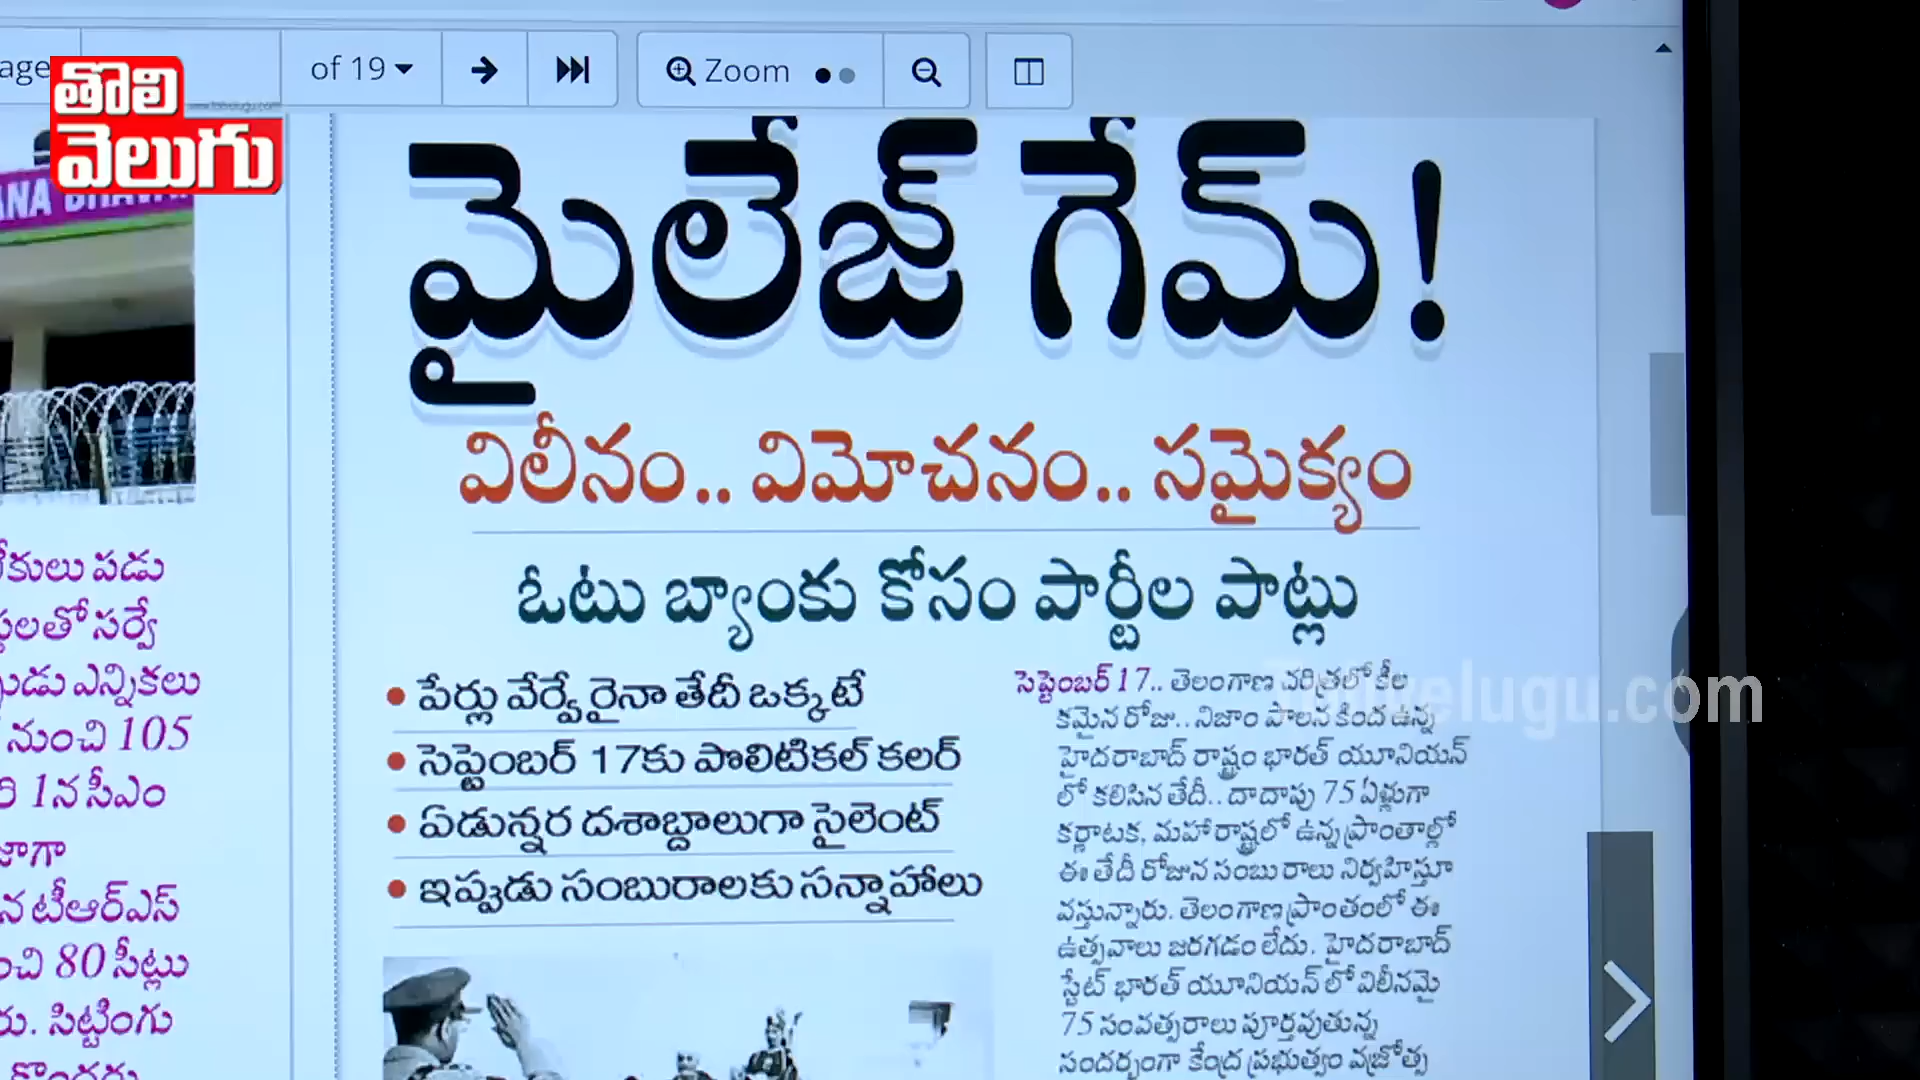 of 19
Zoom
తొలి
వెలుగు
మైలేజ్ గేమ్!
విలీనం.. విమోచనం.. సమైక్యం
ఓటు బ్యాంకు కోసం పార్టీల పాట్లు
• పేర్లు వేర్వేరైనా తేదీ ఒక్కటే
• సెప్టెంబర్ 17కు పొలిటికల్ కలర్
• ఏడున్నర దశాబ్దాలుగా సైలెంట్
• ఇప్పుడు సంబురాలకు సన్నాహాలు
సెప్టెంబర్ 17.. తెలంగాణ చరిత్రలో కీల
కమైన రోజు.. నిజాం పాలన కింద ఉన్న
హైదరాబాద్ రాష్ట్రం భారత్ యూనియన్
లో కలిసిన తేదీ.. దాదాపు 75 ఏళ్లుగా
కర్ణాటక, మహారాష్ట్రలో ఉన్న ప్రాంతాల్లో
ఈ తేదీ రోజున సంబురాలు నిర్వహిస్తూ
వస్తున్నారు. తెలంగాణ ప్రాంతంలో ఈ
ఉత్సవాలు జరగడం లేదు. హైదరాబాద్
స్టేట్ భారత్ యూనియన్ లో విలీనమై
75 సంవత్సరాలు పూర్తవుతున్న
సందర్భంగా కేంద్ర ప్రభుత్వం వజ్రోత్స
పడు
సర్వే
ఎన్నికలు
నుంచి 105
1న సీఎం
టీఆర్ఎస్
80 సీట్లు
సిట్టింగు